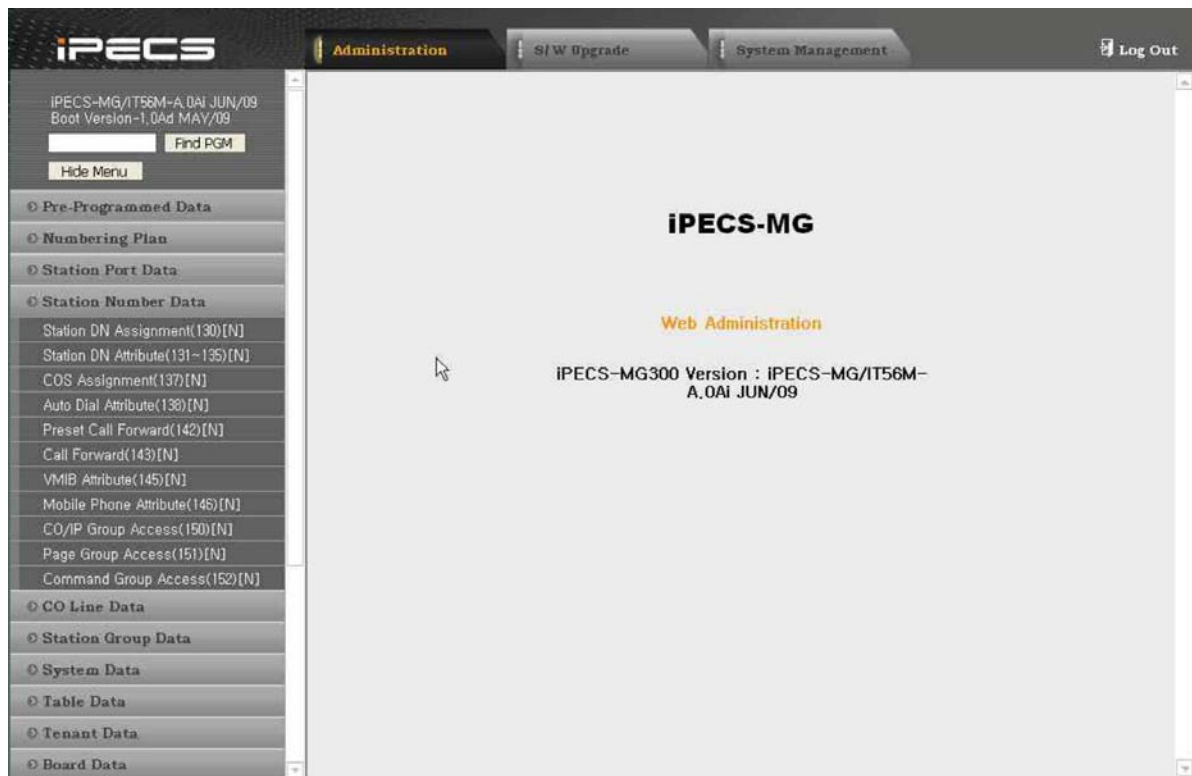 iPECS
Administration
S/W Upgrade
System Management
Log Out
iPECS-MG/IT56M-A.0Ai JUN/09
Boot Version-1.0Ad MAY/09
Find PGM
Hide Menu
Pre-Programmed Data
Numbering Plan
Station Port Data
Station Number Data
Station DN Assignment(130)[N]
Station DN Attribute(131~135)[N]
COS Assignment(137)[N]
Auto Dial Attribute(138)[N]
Preset Call Forward(142)[N]
Call Forward(143)[N]
VMIB Attribute(145)[N]
Mobile Phone Attribute(146)[N]
CO/IP Group Access(150)[N]
Page Group Access(151)[N]
Command Group Access(152)[N]
CO Line Data
Station Group Data
System Data
Table Data
Tenant Data
Board Data
iPECS-MG
Web Administration
iPECS-MG300 Version : iPECS-MG/IT56M-
A.0Ai JUN/09